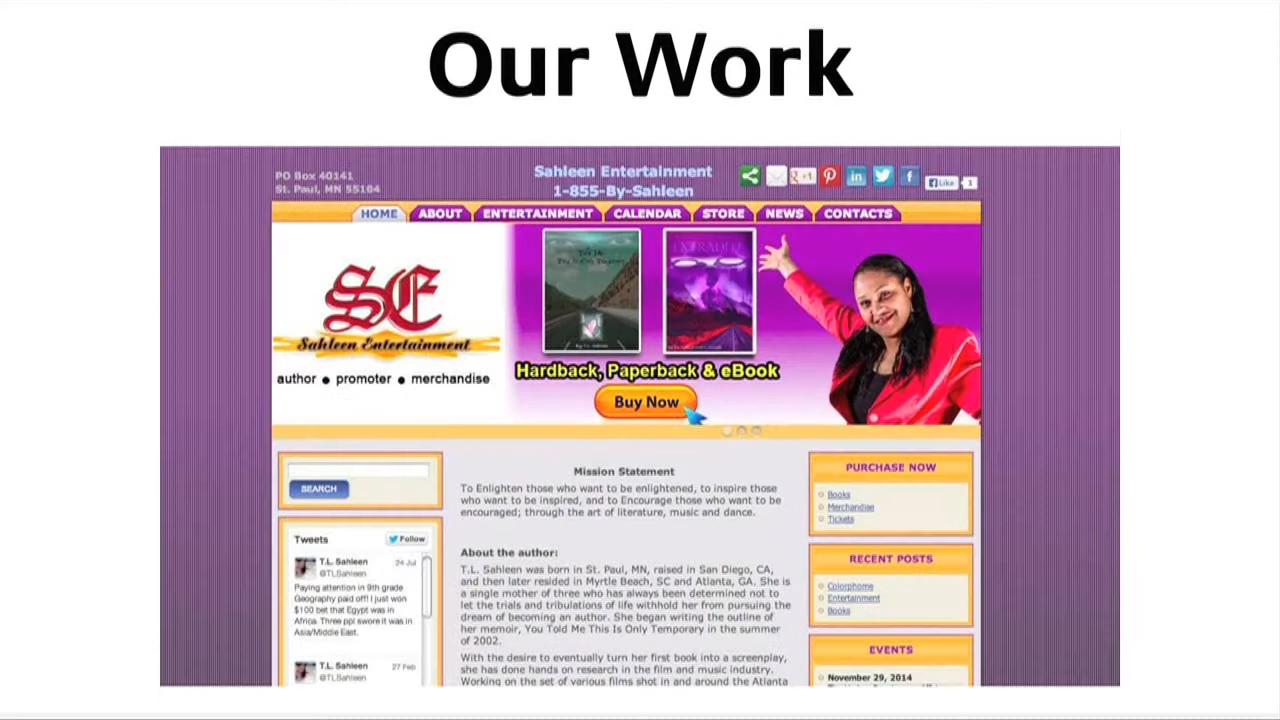 Our Work
PO Box 40141
St. Paul, MN 55104
Sahleen Entertainment
1-855-By-Sahleen
+1
Like
1
HOME
ABOUT
ENTERTAINMENT
CALENDAR
STORE
NEWS
CONTACTS
SE
Sahleen Entertainment
author ● promoter ● merchandise
Hardback, Paperback & eBook
Buy Now
SEARCH
Tweets
Follow
T.L. Sahleen
24 Jul
@TLSahleen
Paying attention in 9th grade
Geography paid off! I just won
$100 bet that Egypt was in
Africa. Three ppl swore it was in
Asia/Middle East.
T.L. Sahleen
27 Feb
@TLSahleen
Mission Statement
To Enlighten those who want to be enlightened, to inspire those
who want to be inspired, and to Encourage those who want to be
encouraged; through the art of literature, music and dance.
About the author:
T.L. Sahleen was born in St. Paul, MN, raised in San Diego, CA,
and then later resided in Myrtle Beach, SC and Atlanta, GA. She is
a single mother of three who has always been determined not to
let the trials and tribulations of life withhold her from pursuing the
dream of becoming an author. She began writing the outline of
her memoir, You Told Me This Is Only Temporary in the summer
of 2002.
With the desire to eventually turn her first book into a screenplay,
she has done hands on research in the film and music industry.
Working on the set of various films shot in and around the Atlanta
PURCHASE NOW
Books
Merchandise
Tickets
RECENT POSTS
Colorphome
Entertainment
Books
EVENTS
November 29, 2014